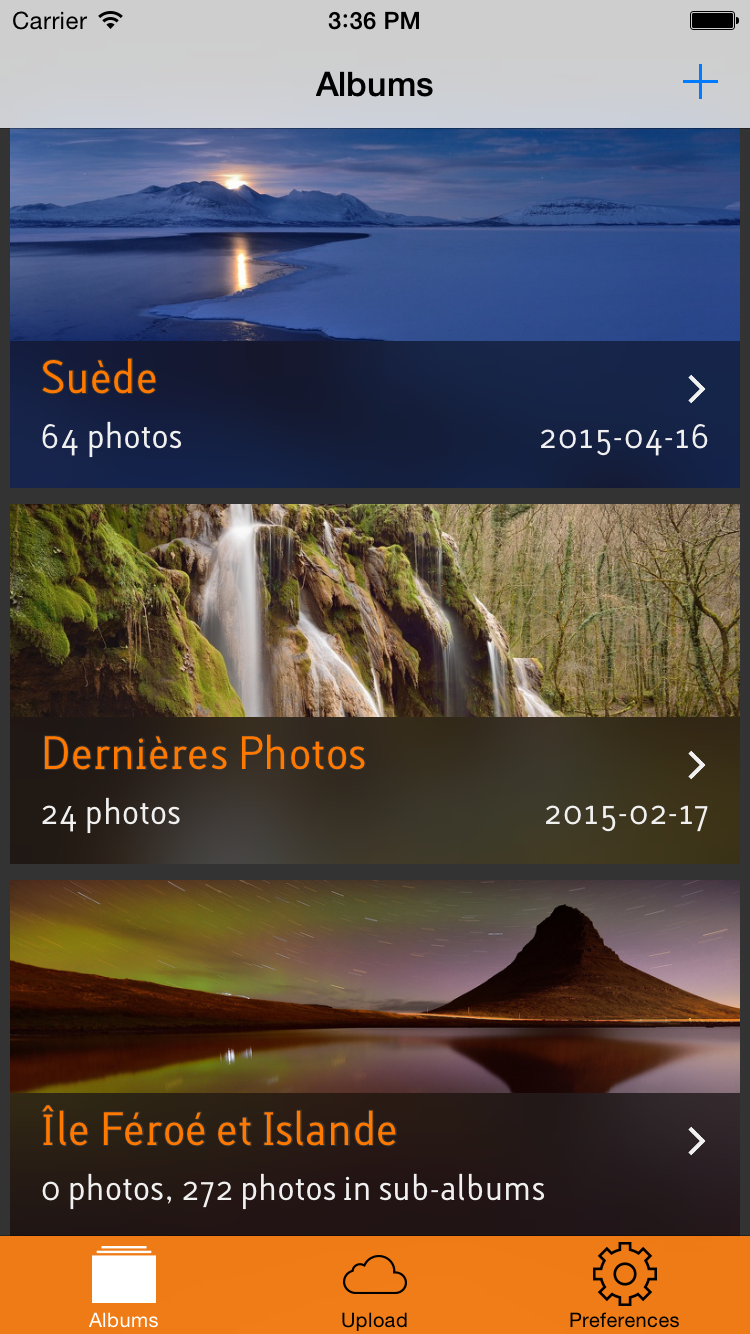 Carrier 3:36 PM
Albums
Suède
64 photos 2015-04-16
Dernières Photos
24 photos 2015-02-17
Île Féroé et Islande
0 photos, 272 photos in sub-albums
Albums Upload Preferences